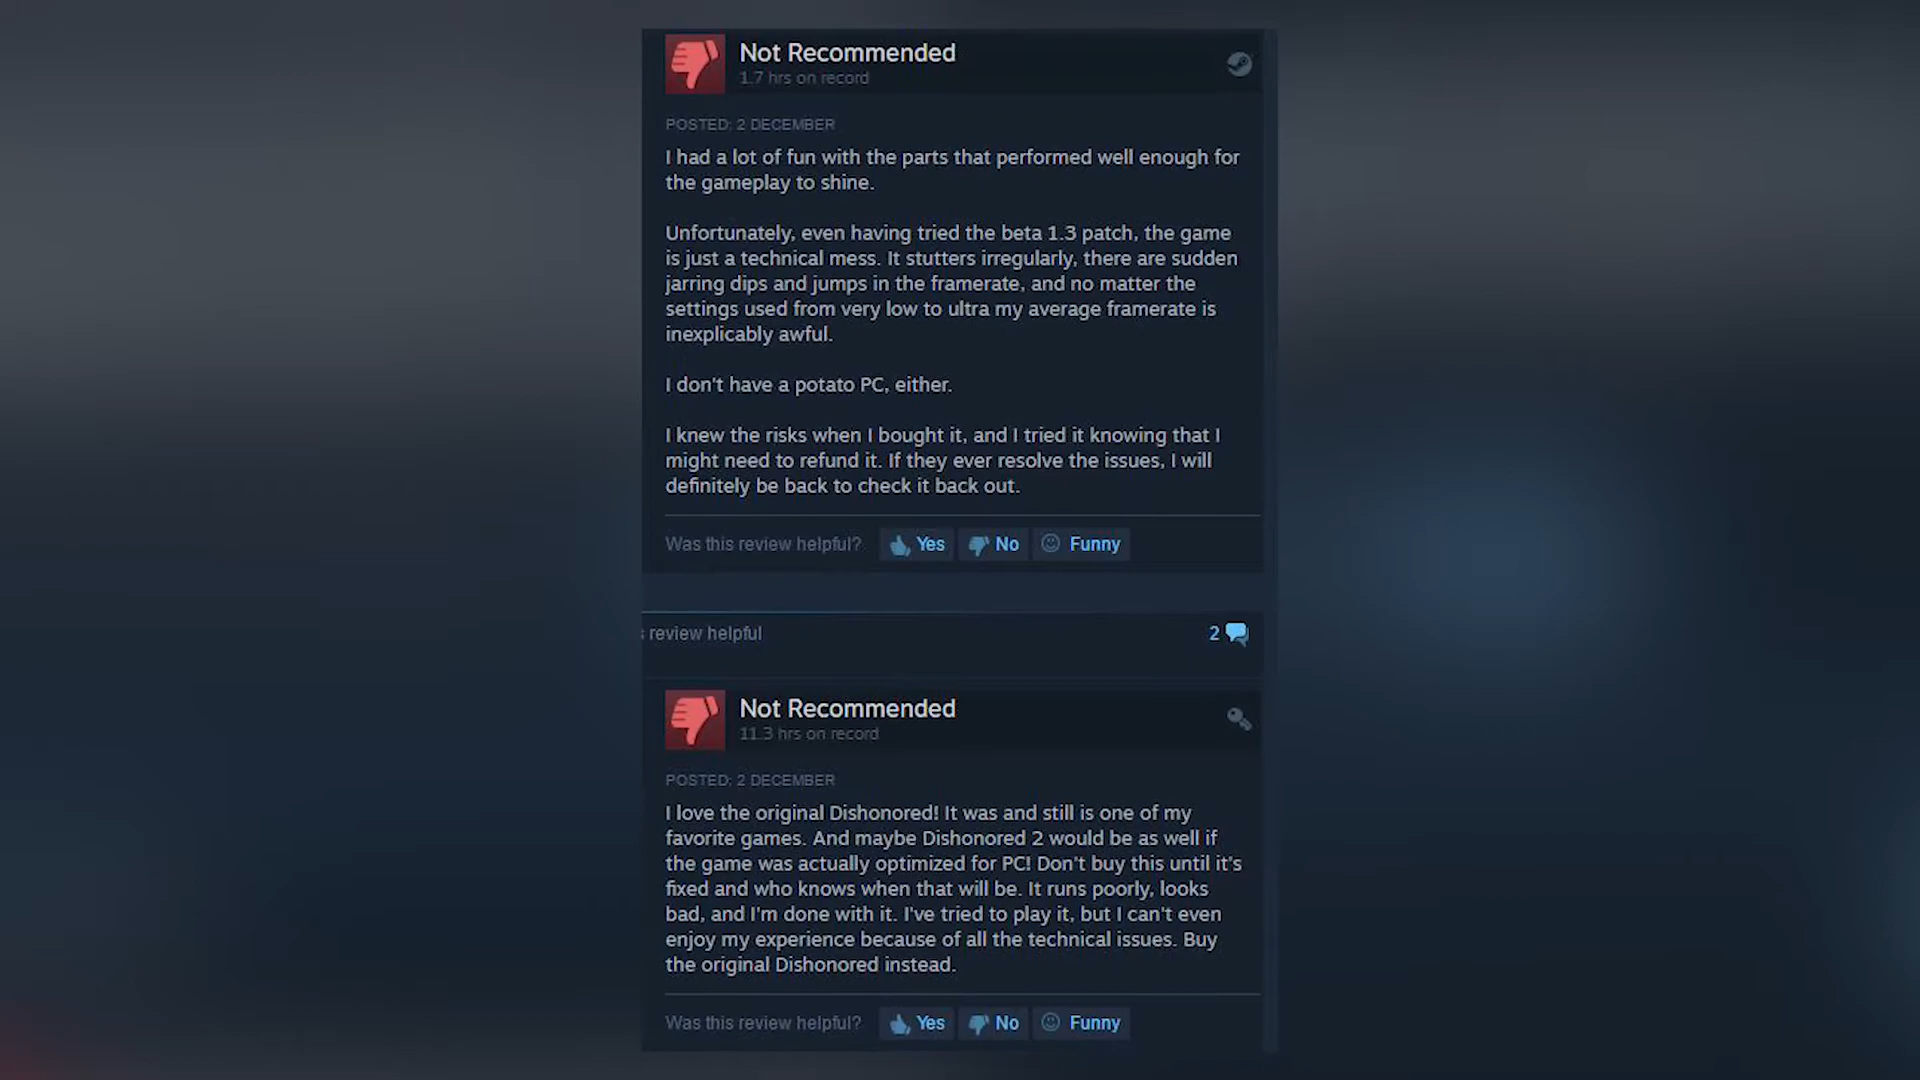 Not Recommended
1.7 hrs on record
POSTED: 2 DECEMBER
I had a lot of fun with the parts that performed well enough for
the gameplay to shine.
Unfortunately, even having tried the beta 1.3 patch, the game
is just a technical mess. It stutters irregularly, there are sudden
jarring dips and jumps in the framerate, and no matter the
settings used from very low to ultra my average framerate is
inexplicably awful.
I don't have a potato PC, either.
I knew the risks when I bought it, and I tried it knowing that I
might need to refund it. If they ever resolve the issues, I will
definitely be back to check it back out.
Was this review helpful? Yes No Funny
review helpful 2
Not Recommended
11.3 hrs on record
POSTED: 2 DECEMBER
I love the original Dishonored! It was and still is one of my
favorite games. And maybe Dishonored 2 would be as well if
the game was actually optimized for PC! Don't buy this until it's
fixed and who knows when that will be. It runs poorly, looks
bad, and I'm done with it. I've tried to play it, but I can't even
enjoy my experience because of all the technical issues. Buy
the original Dishonored instead.
Was this review helpful? Yes No Funny